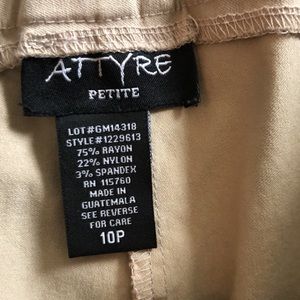 ATTYRE
PETITE
LOT#GM14318
STYLE#1229613
75% RAYON
22% NYLON
3% SPANDEX
RN 115760
MADE IN
GUATEMALA
SEE REVERSE
FOR CARE
10P